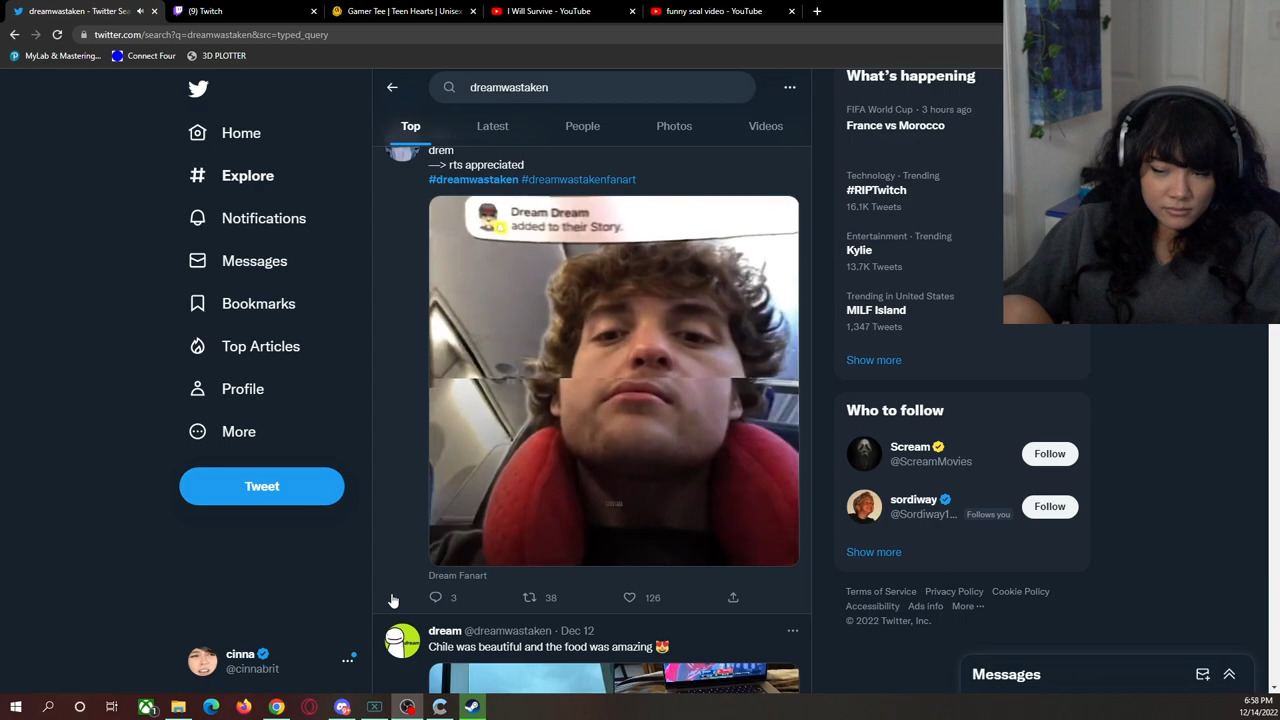 dreamwastaken - Twitter Sea
(9) Twitch
Gamer Tee | Teen Hearts | Unisex
I Will Survive - YouTube
funny seal video - YouTube
twitter.com/search?q=dreamwastaken&src=typed_query
MyLab & Mastering...
Connect Four
3D PLOTTER
Home
Explore
Notifications
Messages
Bookmarks
Top Articles
Profile
More
Tweet
cinna
@cinnabrit
dreamwastaken
Top
Latest
People
Photos
Videos
drem
—> rts appreciated
#dreamwastaken #dreamwastakenfanart
Dream Dream
added to their Story.
Dream Fanart
3
38
126
dream @dreamwastaken · Dec 12
Chile was beautiful and the food was amazing
What's happening
FIFA World Cup · 3 hours ago
France vs Morocco
Technology · Trending
#RIPTwitch
16.1K Tweets
Entertainment · Trending
Kylie
13.7K Tweets
Trending in United States
MILF Island
1,347 Tweets
Show more
Who to follow
Scream
@ScreamMovies
Follow
sordiway
@Sordiway1... Follows you
Follow
Show more
Terms of Service Privacy Policy Cookie Policy
Accessibility Ads info More ···
© 2022 Twitter, Inc.
Messages
6:58 PM
12/14/2022